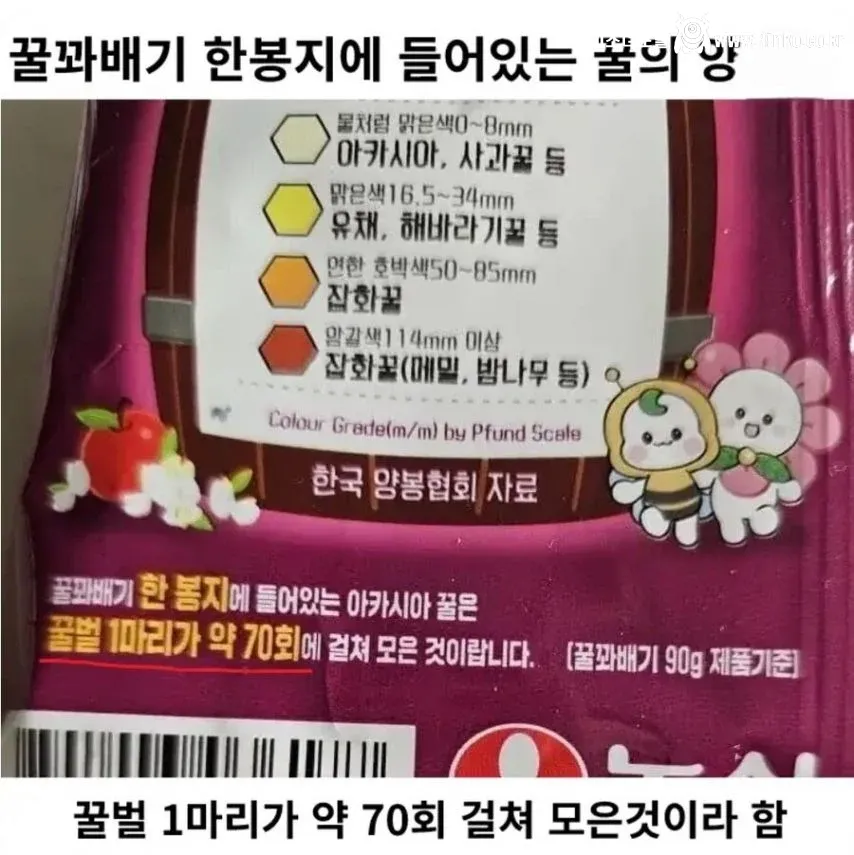 꿀꽈배기 한봉지에 들어있는 꿀의 양
물처럼 맑은색0~8mm
아카시아, 사과꿀 등
맑은색16.5~34mm
유채, 해바라기꿀 등
연한 호박색50~85mm
잡화꿀
암갈색114mm 이상
잡화꿀(메밀, 밤나무 등)
Colour Grade(m/m) by Pfund Scale
한국 양봉협회 자료
꿀꽈배기 한 봉지에 들어있는 아카시아 꿀은
꿀벌 1마리가 약 70회에 걸쳐 모은 것이랍니다. (꿀꽈배기 90g 제품기준)
꿀벌 1마리가 약 70회 걸쳐 모은것이라 함